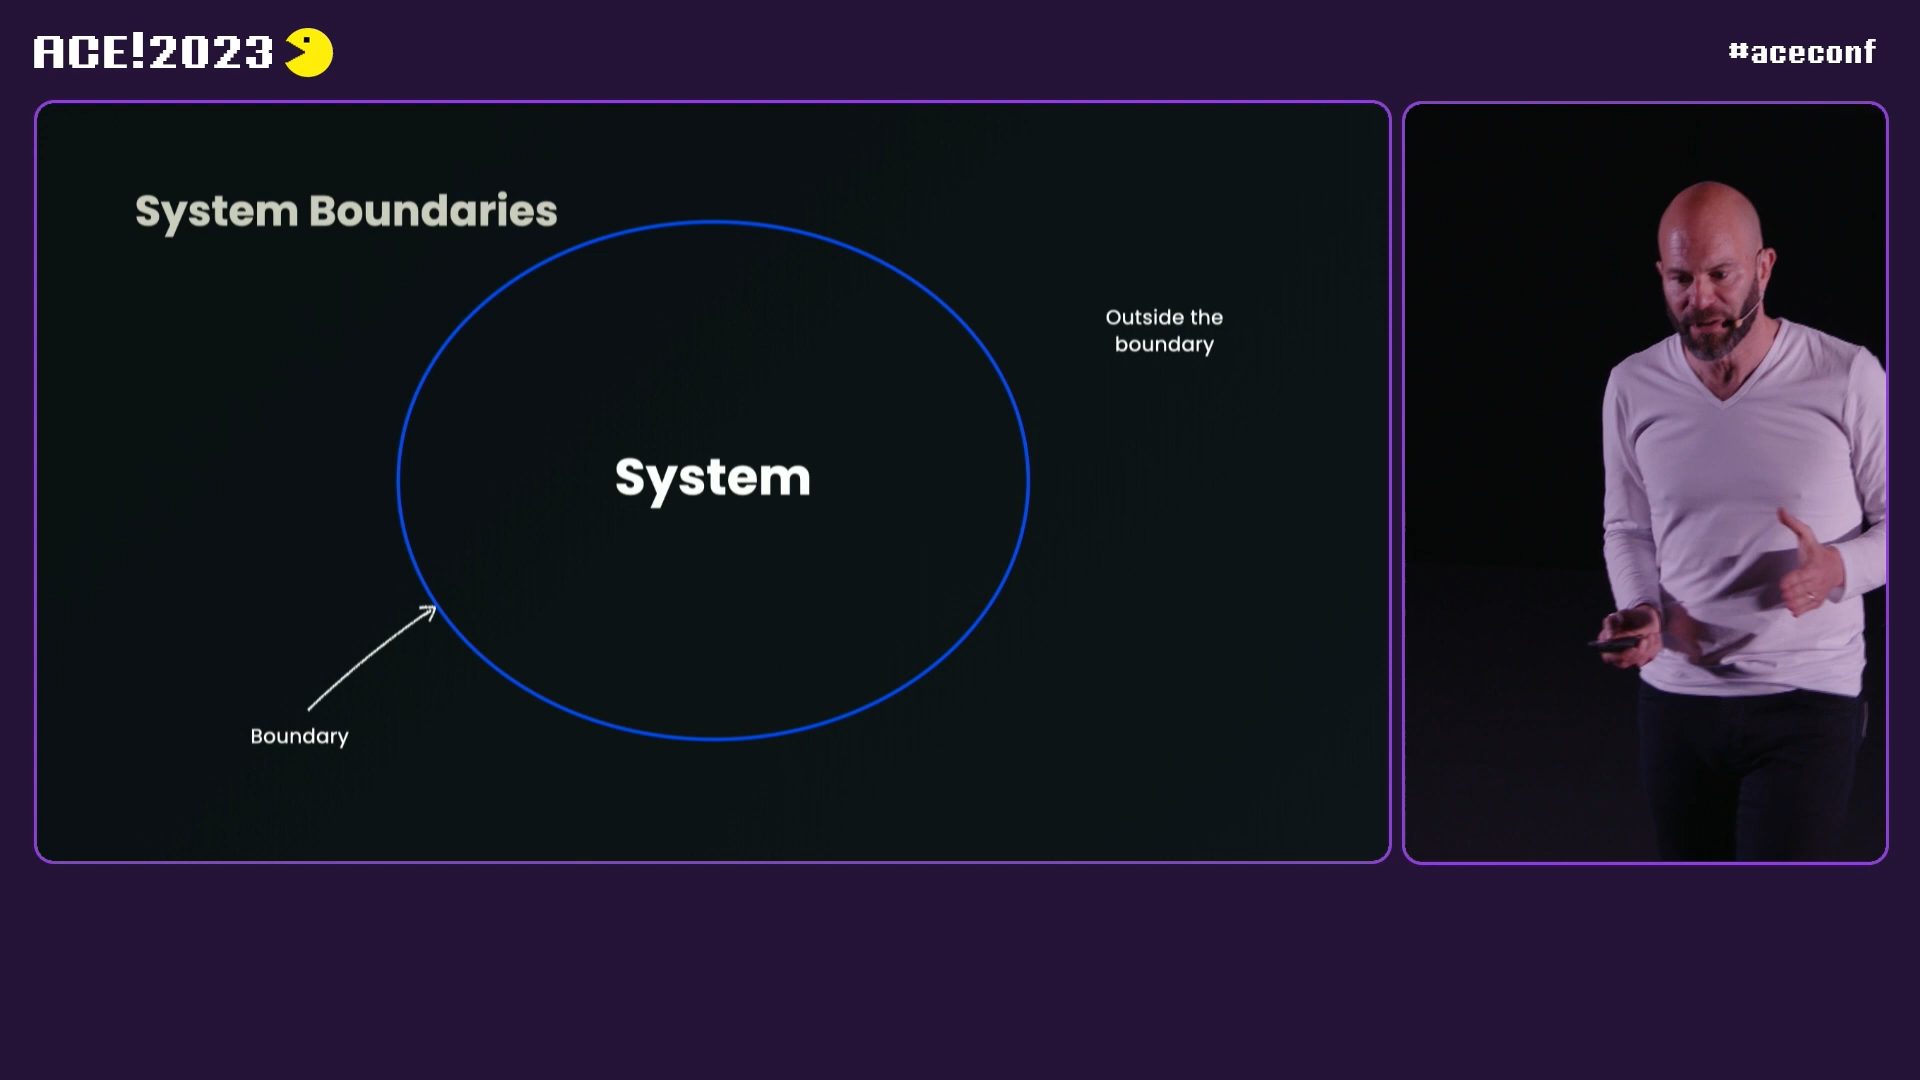 ACE!2023
#aceconf
System Boundaries
Outside the
boundary
System
Boundary